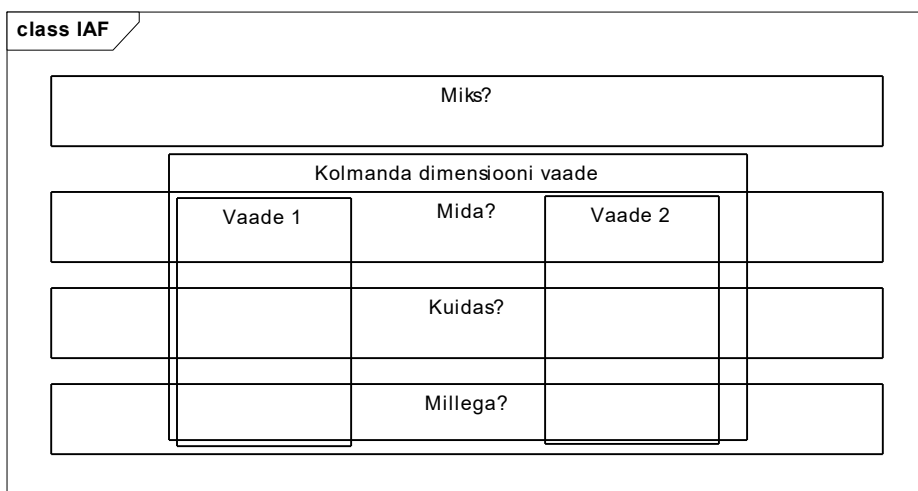 class IAF
Miks?
Kolmanda dimensiooni vaade
Vaade 1
Mida?
Vaade 2
Kuidas?
Millega?